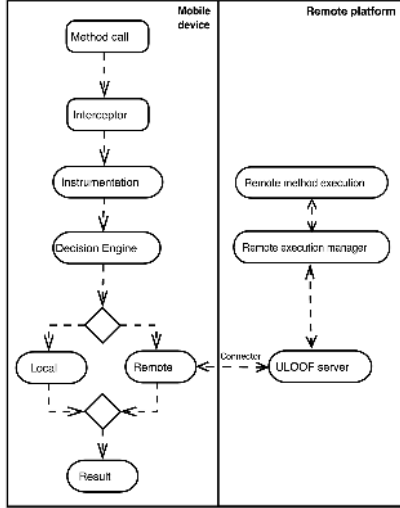 Mobile
device
Remote platform
Method call
Interceptor
Instrumentation
Remote method execution
Decision Engine
Remote execution manager
Local
Remote
Connector
ULOOF server
Result